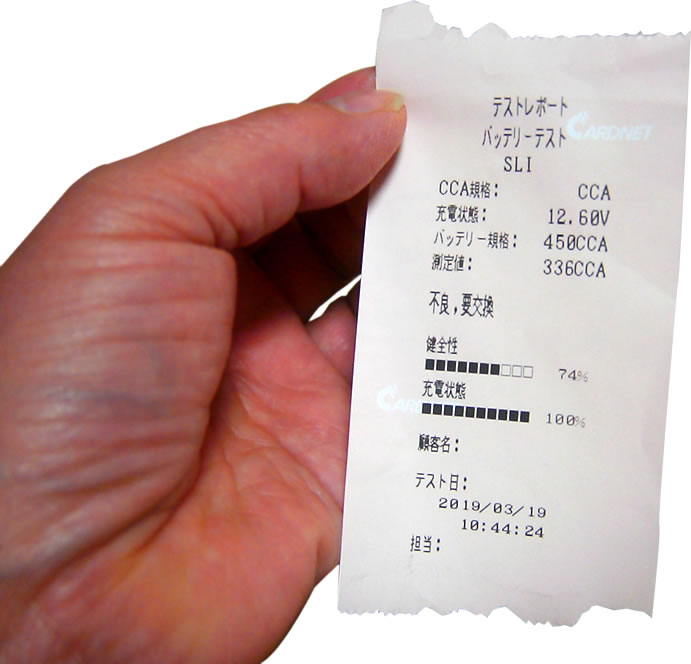 テストレポート
バッテリーテスト
CARDNET
SLI
CCA規格: CCA
充電状態: 12.60V
バッテリー規格: 450CCA
測定値: 336CCA
不良,要交換
健全性
■■■■■■■□□□ 74%
充電状態
■■■■■■■■■■ 100%
顧客名:
テスト日:
2019/03/19
10:44:24
担当: